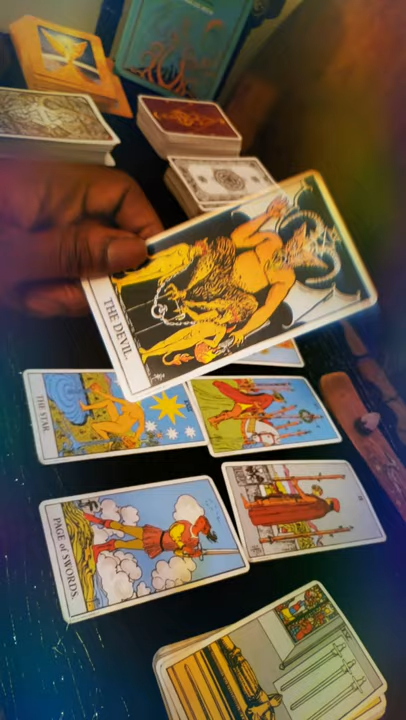 THE DEVIL.
THE STAR.
PAGE of SWORDS.